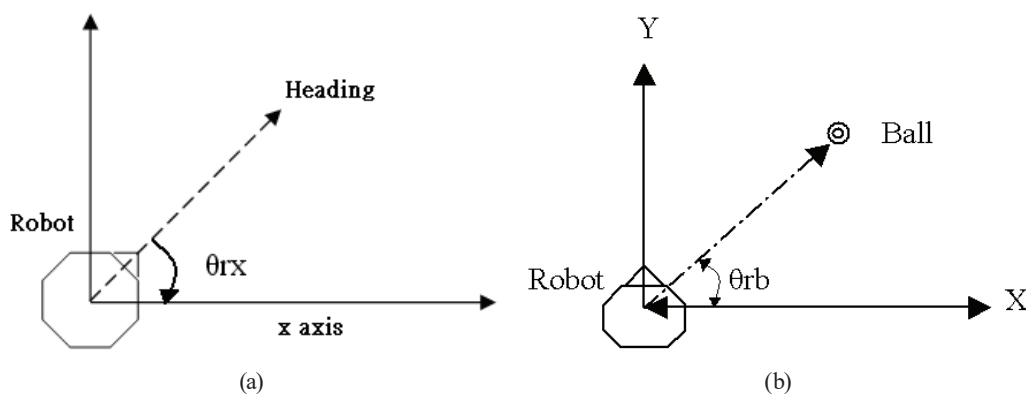 Heading
Robot
θrx
x axis
(a)
Y
Ball
Robot
θrb
X
(b)